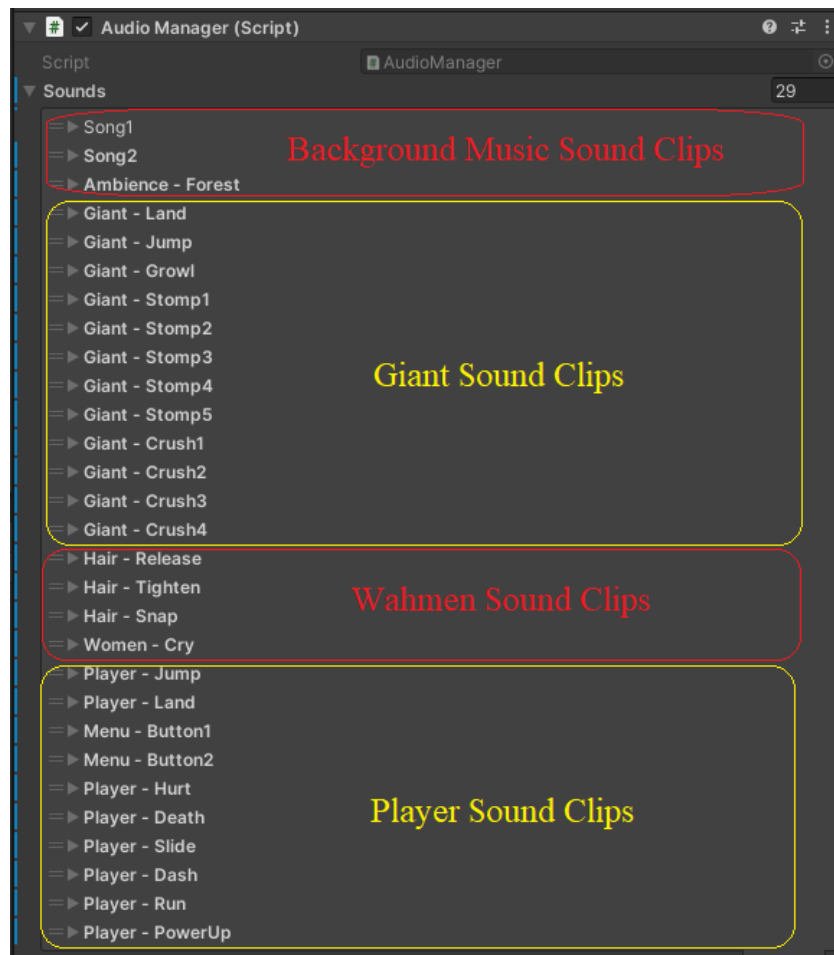 Audio Manager (Script)
Script AudioManager
Sounds 29
Song1
Background Music Sound Clips
Song2
Ambience - Forest
Giant - Land
Giant - Jump
Giant - Growl
Giant - Stomp1
Giant - Stomp2
Giant - Stomp3
Giant Sound Clips
Giant - Stomp4
Giant - Stomp5
Giant - Crush1
Giant - Crush2
Giant - Crush3
Giant - Crush4
Hair - Release
Hair - Tighten
Wahmen Sound Clips
Hair - Snap
Women - Cry
Player - Jump
Player - Land
Menu - Button1
Menu - Button2
Player - Hurt
Player Sound Clips
Player - Death
Player - Slide
Player - Dash
Player - Run
Player - PowerUp